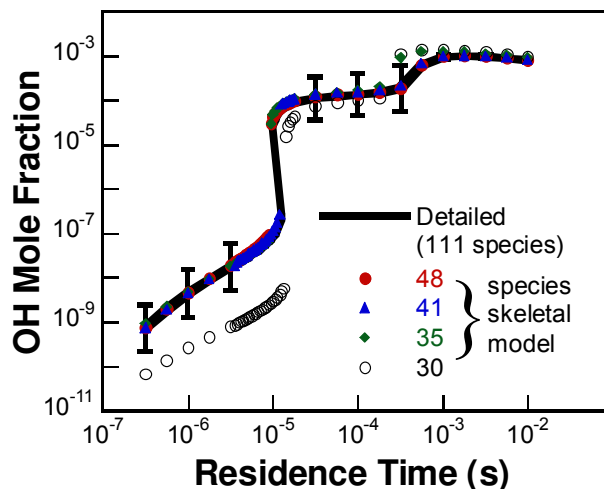 OH Mole Fraction
10-3
10-5
10-7
10-9
10-11
Detailed
(111 species)
48
41
35
30
species
skeletal
model
10-7
10-6
10-5
10-4
10-3
10-2
Residence Time (s)